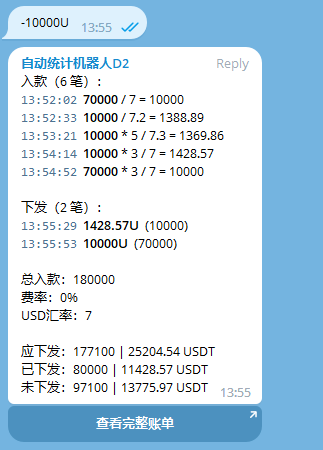 -10000U 13:55
自动统计机器人D2 Reply
入款（6 笔）：
13:52:02 70000 / 7 = 10000
13:52:33 10000 / 7.2 = 1388.89
13:53:21 10000 * 5 / 7.3 = 1369.86
13:54:14 10000 * 3 / 7 = 1428.57
13:54:52 70000 * 3 / 7 = 10000
下发（2 笔）：
13:55:29 1428.57U (10000)
13:55:53 10000U (70000)
总入款：180000
费率：0%
USD汇率：7
应下发：177100 | 25204.54 USDT
已下发：80000 | 11428.57 USDT
未下发：97100 | 13775.97 USDT
13:55
查看完整账单